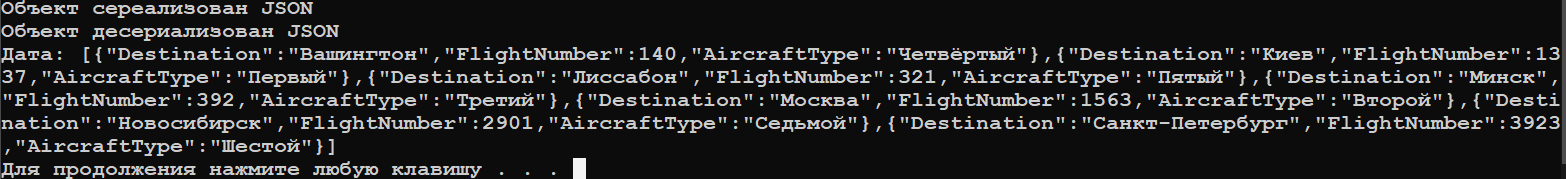 Объект сереализован JSON
Объект десериализован JSON
Дата: [{"Destination":"Вашингтон","FlightNumber":140,"AircraftType":"Четвёртый"},{"Destination":"Киев","FlightNumber":13
37,"AircraftType":"Первый"},{"Destination":"Лиссабон","FlightNumber":321,"AircraftType":"Пятый"},{"Destination":"Минск",
"FlightNumber":392,"AircraftType":"Третий"},{"Destination":"Москва","FlightNumber":1563,"AircraftType":"Второй"},{"Desti
nation":"Новосибирск","FlightNumber":2901,"AircraftType":"Седьмой"},{"Destination":"Санкт-Петербург","FlightNumber":3923
,"AircraftType":"Шестой"}]
Для продолжения нажмите любую клавишу . . .